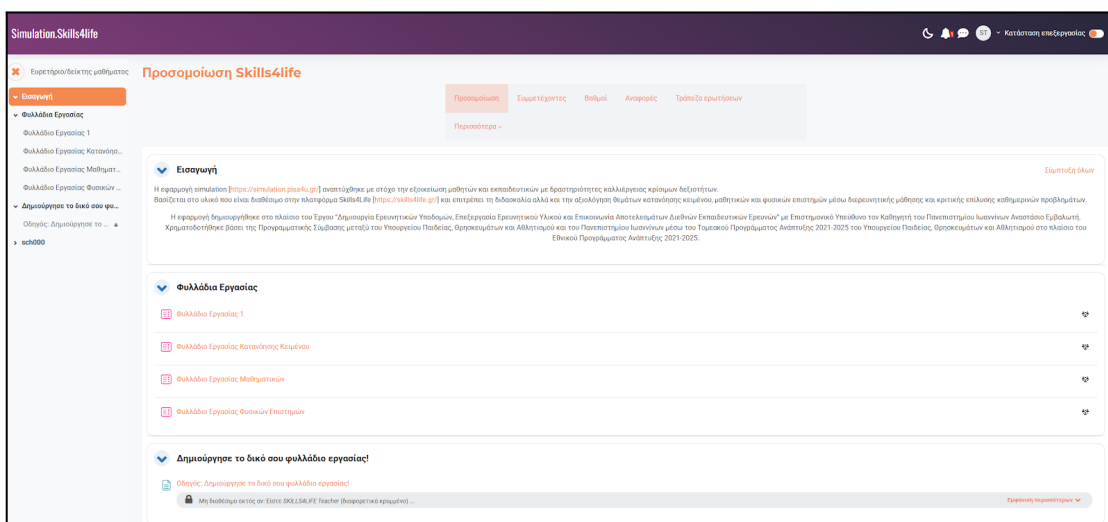 Simulation.Skills4life
ST
Κατάσταση επεξεργασίας
Ευρετήριο/δείκτης μαθήματος
Εισαγωγή
Φυλλάδια Εργασίας
Φυλλάδιο Εργασίας 1
Φυλλάδιο Εργασίας Κατανόησ...
Φυλλάδιο Εργασίας Μαθηματ...
Φυλλάδιο Εργασίας Φυσικών ...
Δημιούργησε το δικό σου φυ...
Οδηγός: Δημιούργησε το ...
sch000
Προσομοίωση Skills4life
Προσομοίωση
Συμμετέχοντες
Βαθμοί
Αναφορές
Τράπεζα ερωτήσεων
Περισσότερα
Εισαγωγή
Σύμπτυξη όλων
Η εφαρμογή simulation [https://simulation.pisa4u.gr/] αναπτύχθηκε με στόχο την εξοικείωση μαθητών και εκπαιδευτικών με δραστηριότητες καλλιέργειας κρίσιμων δεξιοτήτων.
Βασίζεται στο υλικό που είναι διαθέσιμο στην πλατφόρμα Skills4Life [https://skills4life.gr/] και επιτρέπει τη διδασκαλία αλλά και την αξιολόγηση θεμάτων κατανόησης κειμένου, μαθητικών και φυσικών επιστημών μέσω διερευνητικής μάθησης και κριτικής επίλυσης καθημερινών προβλημάτων.
Η εφαρμογή δημιουργήθηκε στο πλαίσιο του Έργου "Δημιουργία Ερευνητικών Υποδομών, Επεξεργασία Ερευνητικού Υλικού και Επικοινωνία Αποτελεσμάτων Διεθνών Εκπαιδευτικών Ερευνών" με Επιστημονικό Υπεύθυνο τον Καθηγητή του Πανεπιστημίου Ιωαννίνων Αναστάσιο Εμβαλωτή.
Χρηματοδοτήθηκε βάσει της Προγραμματικής Σύμβασης μεταξύ του Υπουργείου Παιδείας, Θρησκευμάτων και Αθλητισμού και του Πανεπιστημίου Ιωαννίνων μέσω του Τομεακού Προγράμματος Ανάπτυξης 2021-2025 του Υπουργείου Παιδείας, Θρησκευμάτων και Αθλητισμού στο πλαίσιο του
Εθνικού Προγράμματος Ανάπτυξης 2021-2025.
Φυλλάδια Εργασίας
Φυλλάδιο Εργασίας 1
Φυλλάδιο Εργασίας Κατανόησης Κειμένου
Φυλλάδιο Εργασίας Μαθηματικών
Φυλλάδιο Εργασίας Φυσικών Επιστημών
Δημιούργησε το δικό σου φυλλάδιο εργασίας!
Οδηγός: Δημιούργησε το δικό σου φυλλάδιο εργασίας!
Μη διαθέσιμο εκτός αν: Είστε SKILLS4LIFE Teacher (διαφορετικά κρυμμένο) ...
Εμφάνιση περισσότερων